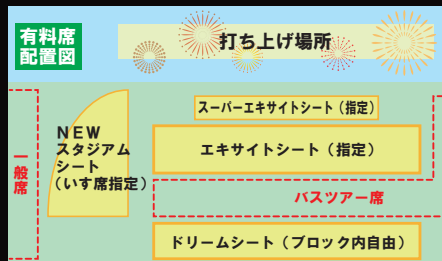 有料席
配置図
打ち上げ場所
スーパーエキサイトシート（指定）
NEW
スタジアム
シート
（いす席指定）
エキサイトシート（指定）
一般席
バスツアー席
ドリームシート（ブロック内自由）